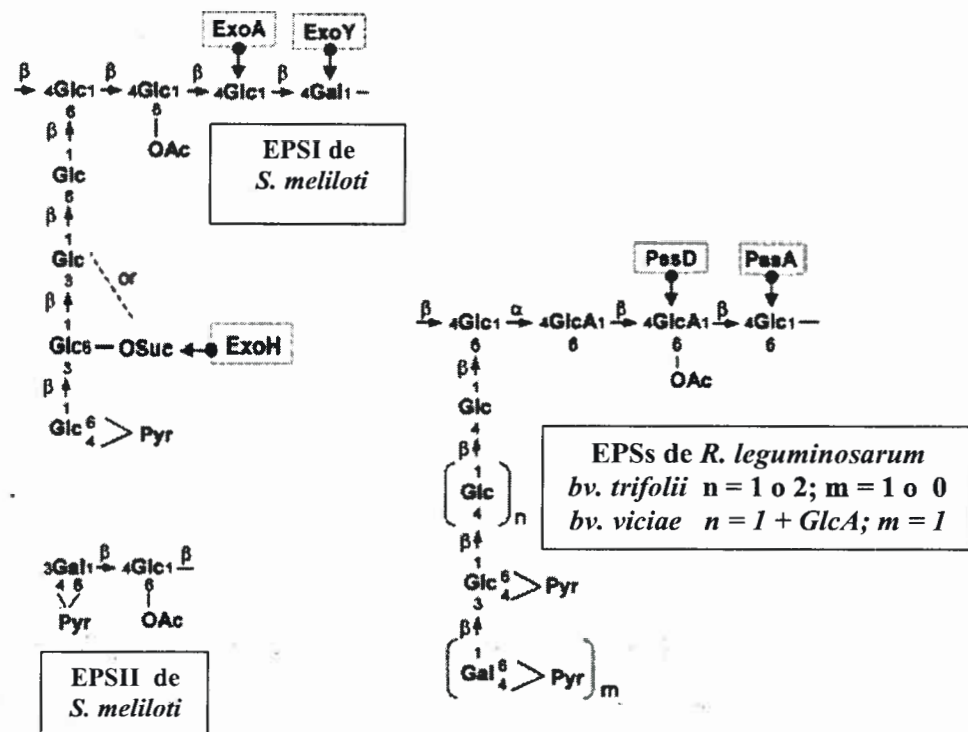 ExoA ExoY
β β β β
4Glc1 4Glc1 4Glc1 4Gal1
6 6
β OAc
1
Glc
6
β
1
Glc
3
or
β
1
Glc6 OSuc ExoH
3
β
1
Glc 6 4 Pyr
EPSI de
S. meliloti
3Gal1 β 4Glc1 β
4 6 6
Pyr OAc
EPSII de
S. meliloti
PssD PssA
β α β β
4Glc1 4GlcA1 4GlcA1 4Glc1
6 6 6 6
β OAc
1
Glc
4
β
1
Glc n
4
β
1
Glc 6 4 Pyr
3
β
1
Gal 6 4 Pyr m
EPSs de R. leguminosarum
bv. trifolii n = 1 o 2; m = 1 o 0
bv. viciae n = 1 + GlcA; m = 1